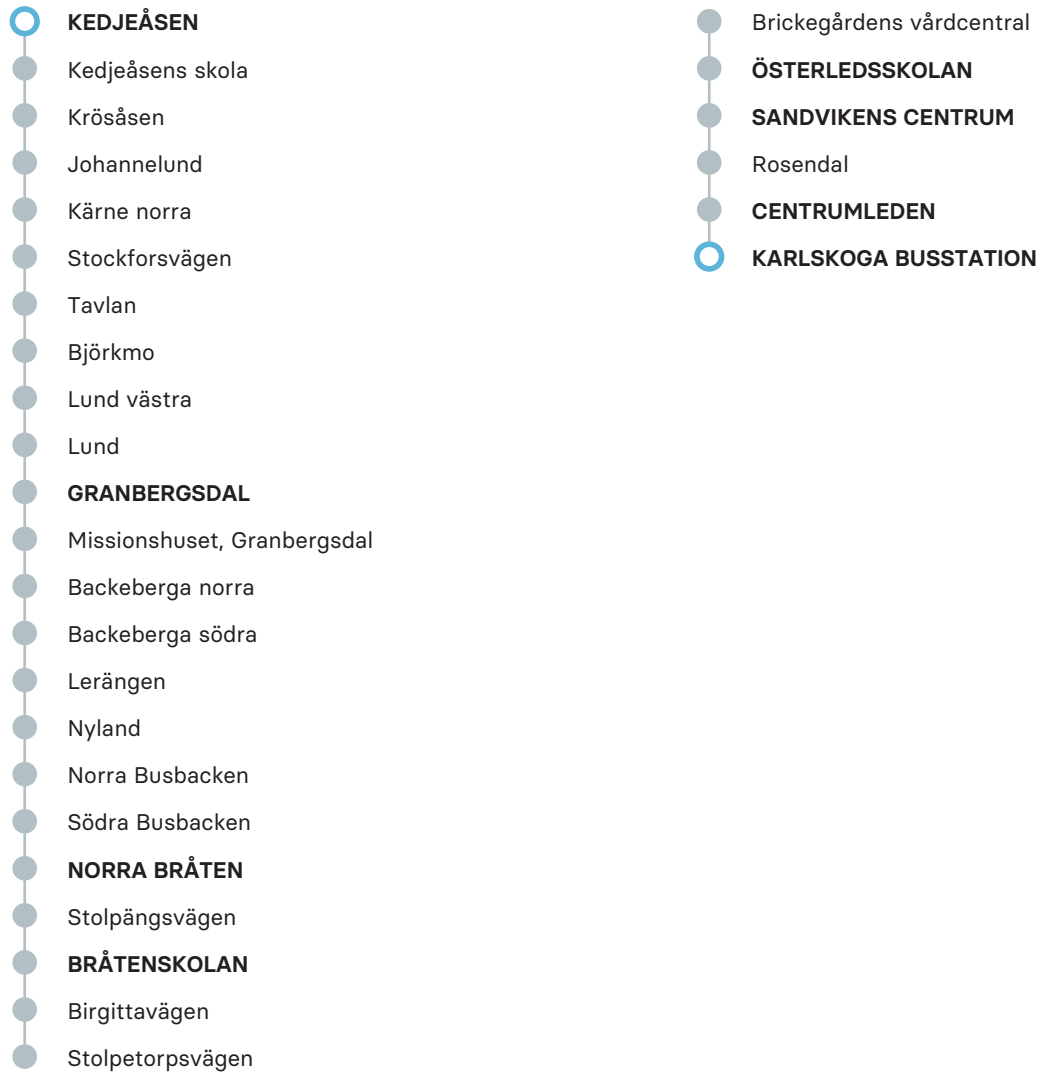 KEDJEÅSEN
Kedjeåsens skola
Krösåsen
Johannelund
Kärne norra
Stockforsvägen
Tavlan
Björkmo
Lund västra
Lund
GRANBERGSDAL
Missionshuset, Granbergsdal
Backeberga norra
Backeberga södra
Lerängen
Nyland
Norra Busbacken
Södra Busbacken
NORRA BRÅTEN
Stolpängsvägen
BRÅTENSKOLAN
Birgittavägen
Stolpetorpsvägen
Brickegårdens vårdcentral
ÖSTERLEDSSKOLAN
SANDVIKENS CENTRUM
Rosendal
CENTRUMLEDEN
KARLSKOGA BUSSTATION